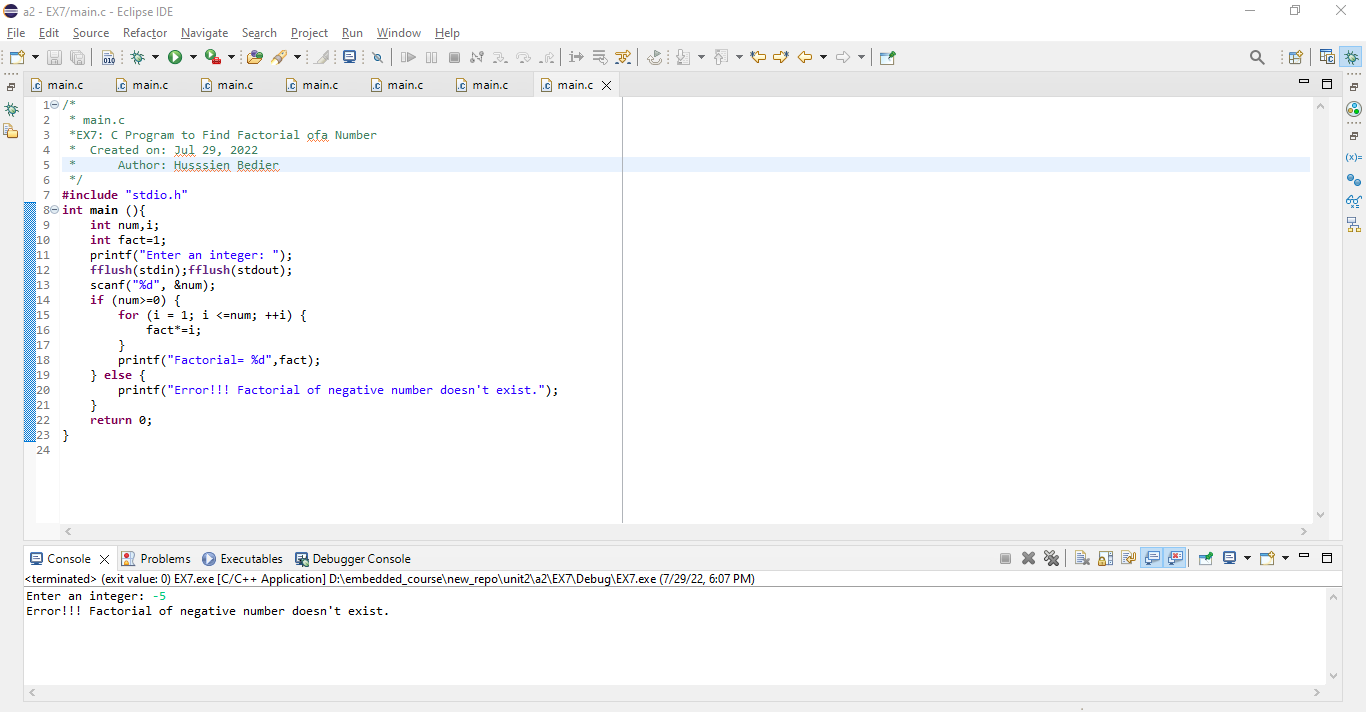 a2 - EX7/main.c - Eclipse IDE
File Edit Source Refactor Navigate Search Project Run Window Help
main.c main.c main.c main.c main.c main.c main.c
1 /*
2 * main.c
3 *EX7: C Program to Find Factorial ofa Number
4 * Created on: Jul 29, 2022
5 * Author: Husssien Bedier
6 */
7 #include "stdio.h"
8 int main (){
9 int num,i;
10 int fact=1;
11 printf("Enter an integer: ");
12 fflush(stdin);fflush(stdout);
13 scanf("%d", &num);
14 if (num>=0) {
15 for (i = 1; i <=num; ++i) {
16 fact*=i;
17 }
18 printf("Factorial= %d",fact);
19 } else {
20 printf("Error!!! Factorial of negative number doesn't exist.");
21 }
22 return 0;
23 }
24
Console Problems Executables Debugger Console
<terminated> (exit value: 0) EX7.exe [C/C++ Application] D:\embedded_course\new_repo\unit2\a2\EX7\Debug\EX7.exe (7/29/22, 6:07 PM)
Enter an integer: -5
Error!!! Factorial of negative number doesn't exist.